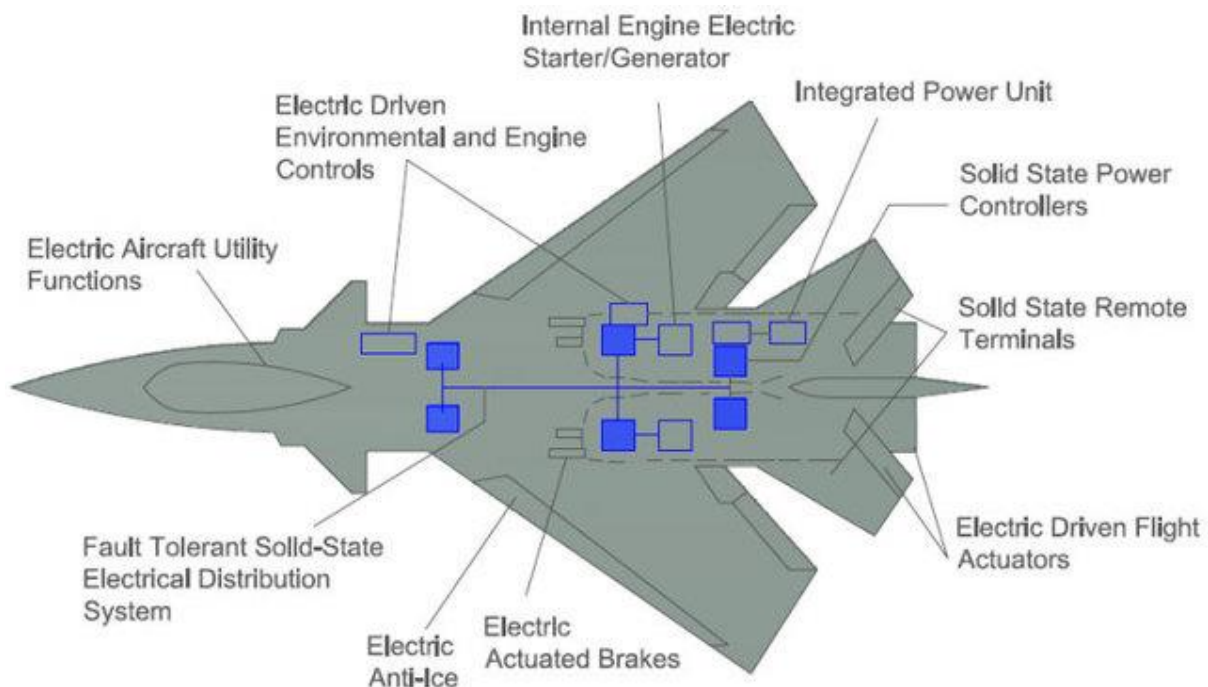 Internal Engine Electric
Starter/Generator
Integrated Power Unit
Electric Driven
Environmental and Engine
Controls
Solid State Power
Controllers
Electric Aircraft Utility
Functions
Solid State Remote
Terminals
Fault Tolerant Solid-State
Electrical Distribution
System
Electric
Anti-Ice
Electric
Actuated Brakes
Electric Driven Flight
Actuators